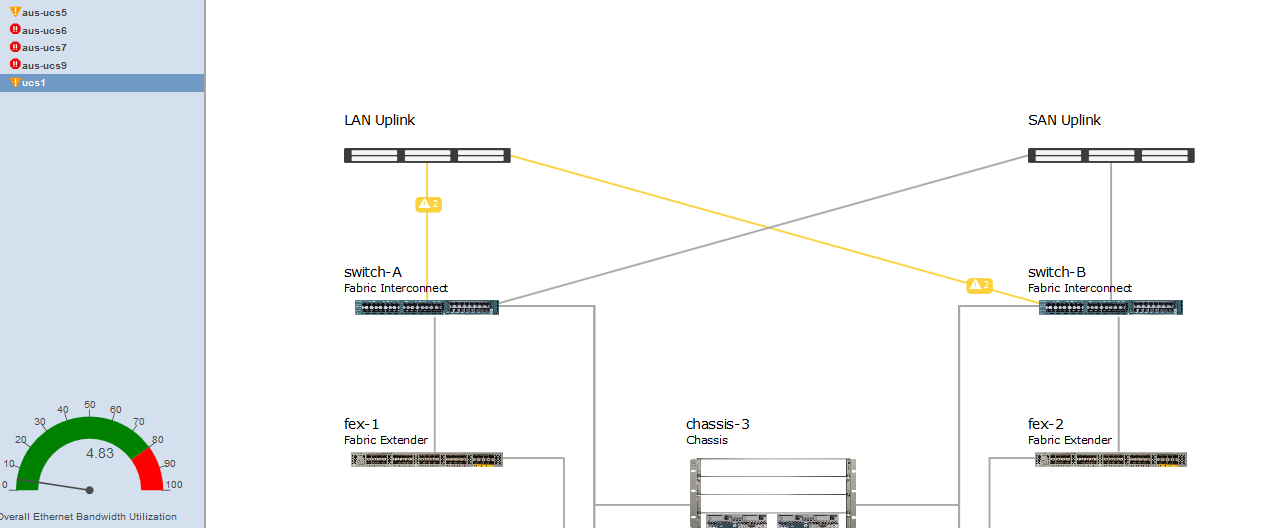 aus-ucs5
aus-ucs6
aus-ucs7
aus-ucs9
ucs1
LAN Uplink
SAN Uplink
2
switch-A
Fabric Interconnect
switch-B
Fabric Interconnect
2
fex-1
Fabric Extender
chassis-3
Chassis
fex-2
Fabric Extender
0
10
20
30
40
50
60
70
80
90
100
4.83
Overall Ethernet Bandwidth Utilization